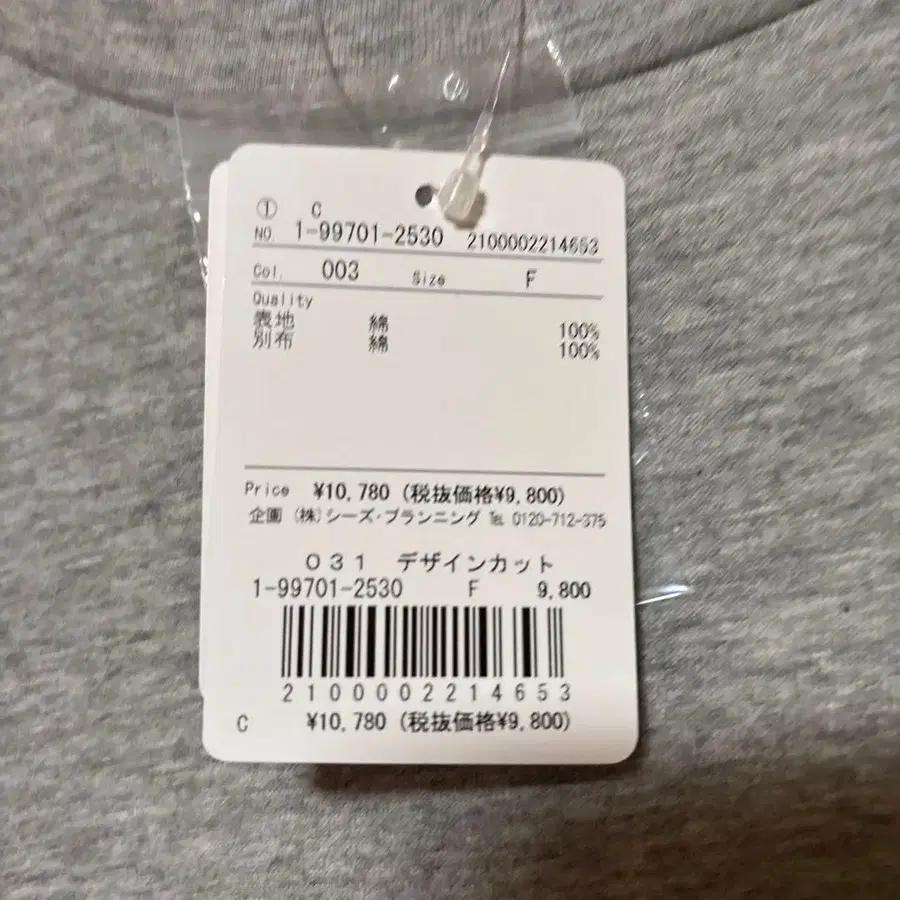 ① C
NO. 1-99701-2530 2100002214653
Col. 003 Size F
Quality
表地 綿 100%
別布 綿 100%
Price ¥10,780 (税抜価格¥9,800)
企画 (株)シーズ・プランニング ℡ 0120-712-375
031 デザインカット
1-99701-2530 F 9,800
2100002214653
C ¥10,780 (税抜価格¥9,800)